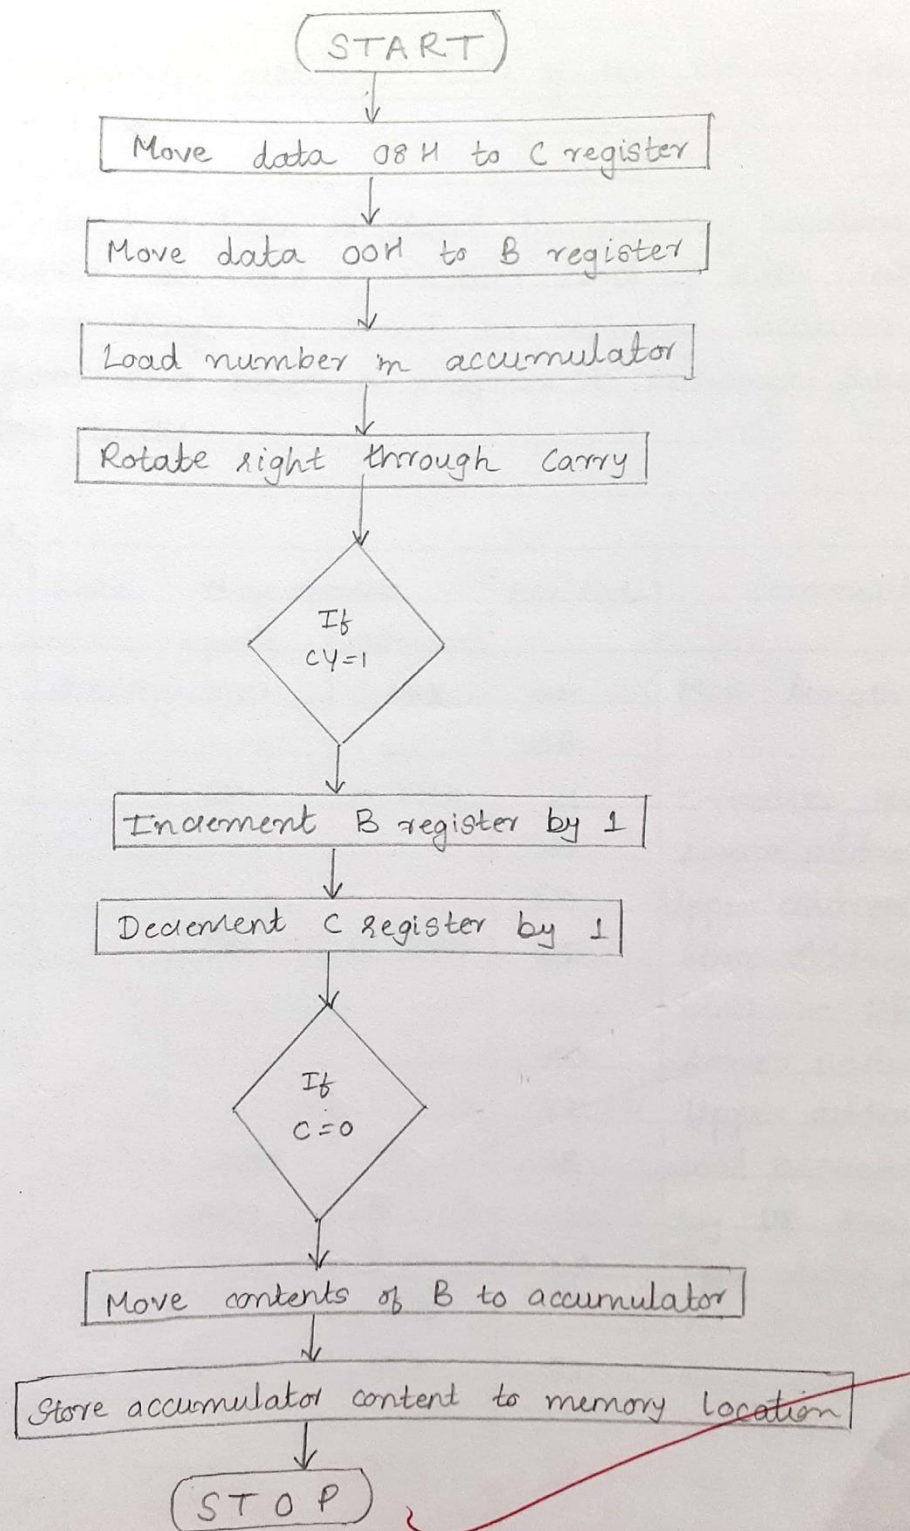 START
Move data 08H to C register
Move data 00H to B register
Load number in accumulator
Rotate right through carry
If
CY=1
Increment B register by 1
Decrement C register by 1
If
C=0
Move contents of B to accumulator
Store accumulator content to memory location
STOP